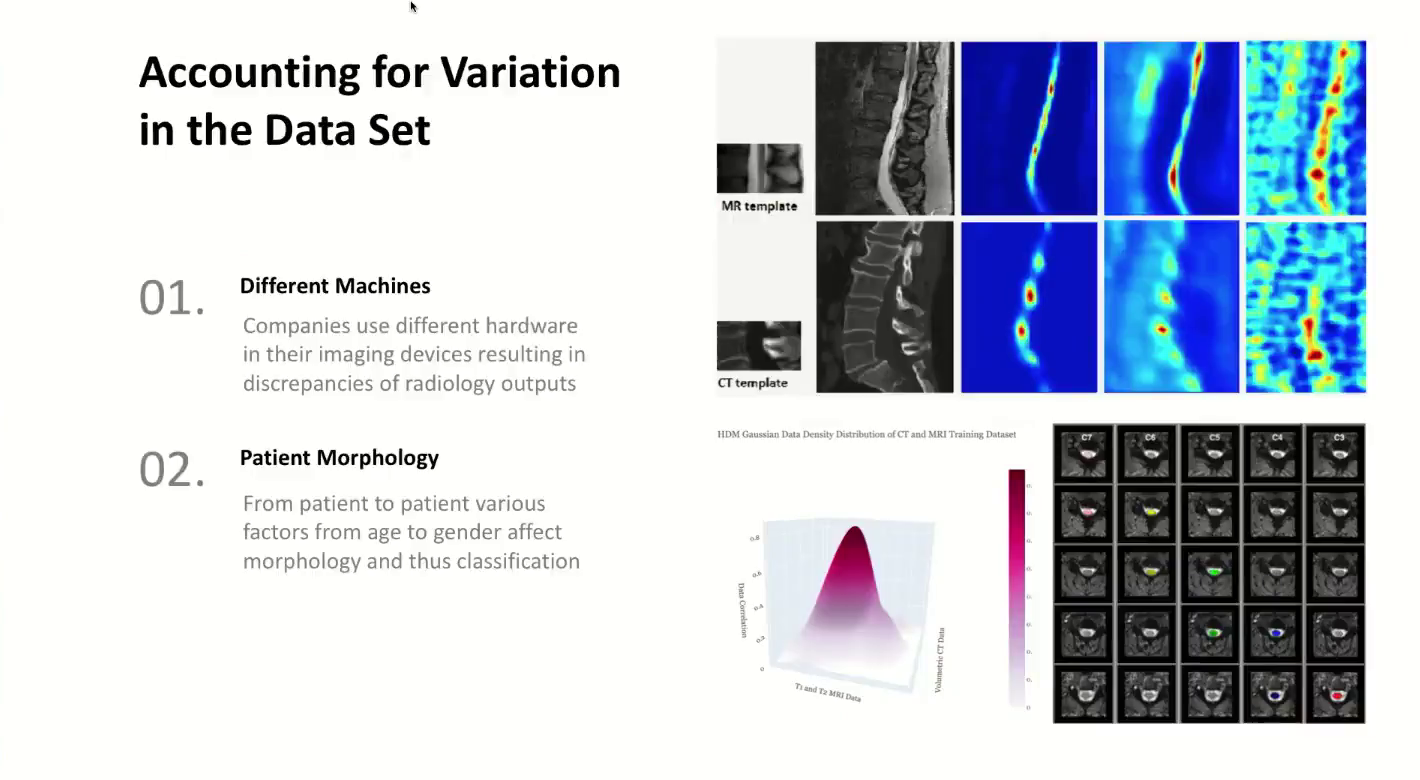 Accounting for Variation
in the Data Set
01.
Different Machines
Companies use different hardware
in their imaging devices resulting in
discrepancies of radiology outputs
02.
Patient Morphology
From patient to patient various
factors from age to gender affect
morphology and thus classification
MR template
CT template
HDM Gaussian Data Density Distribution of CT and MRI Training Dataset
0.8
0.6
0.4
0.2
0
Data Correlation
T1 and T2 MRI Data
Volumetric CT Data
0
C7 C6 C5 C4 C3